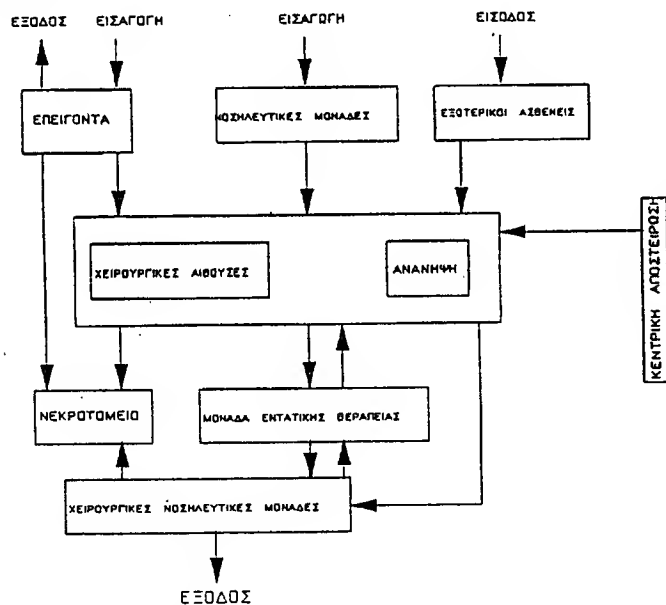 ΕΞΟΔΟΣ ΕΙΣΑΓΩΓΗ ΕΙΣΑΓΩΓΗ ΕΙΣΟΔΟΣ
ΕΠΕΙΓΟΝΤΑ
ΝΟΣΗΛΕΥΤΙΚΕΣ ΜΟΝΑΔΕΣ
ΕΞΟΤΕΡΙΚΟΙ ΑΣΘΕΝΕΙΣ
ΧΕΙΡΟΥΡΓΙΚΕΣ ΑΙΘΟΥΣΕΣ
ΑΝΑΝΗΨΗ
ΚΕΝΤΡΙΚΗ ΑΠΟΣΤΕΙΡΩΣΗ
ΝΕΚΡΟΤΟΜΕΙΟ
ΜΟΝΑΔΑ ΕΝΤΑΤΙΚΗΣ ΘΕΡΑΠΕΙΑΣ
ΧΕΙΡΟΥΡΓΙΚΕΣ ΝΟΣΗΛΕΥΤΙΚΕΣ ΜΟΝΑΔΕΣ
ΕΞΟΔΟΣ